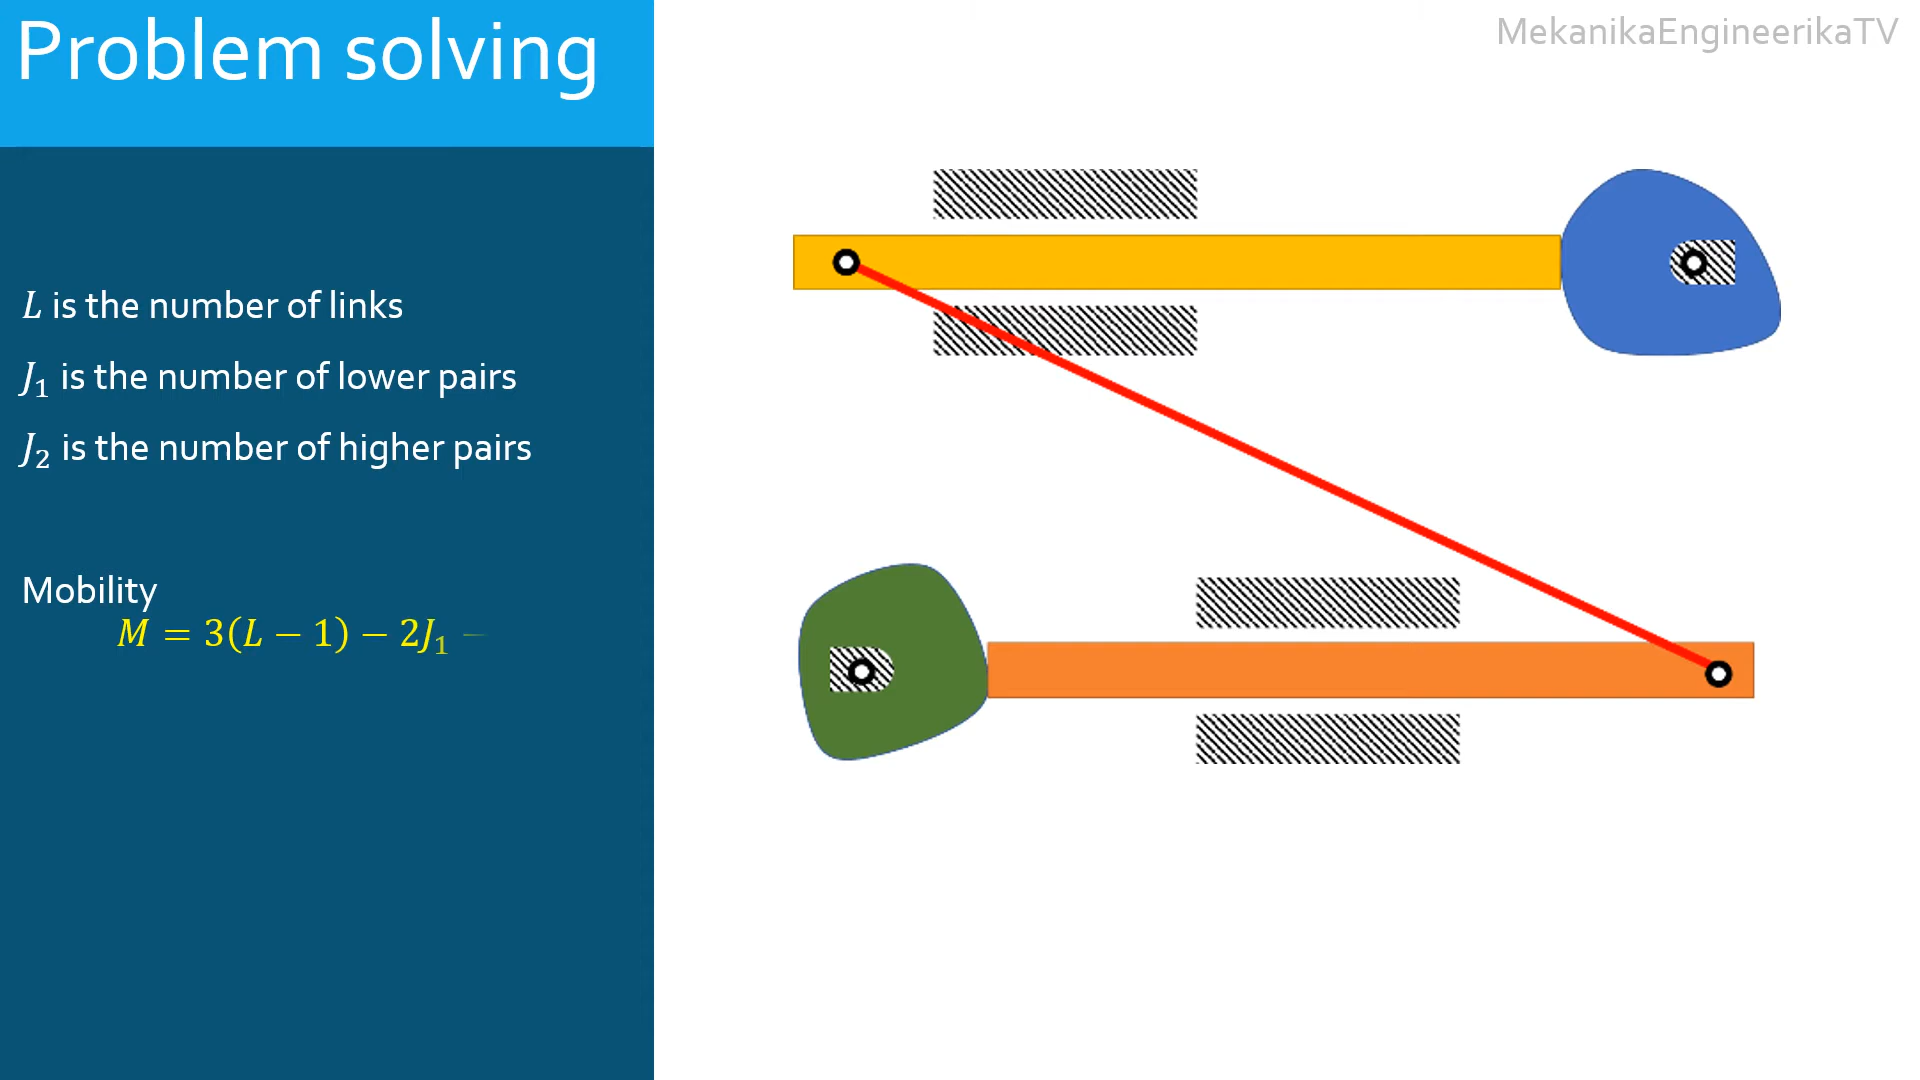 Problem solving
MekanikaEngineerikaTV
L is the number of links
J₁ is the number of lower pairs
J₂ is the number of higher pairs
Mobility
M = 3(L − 1) − 2J₁ −